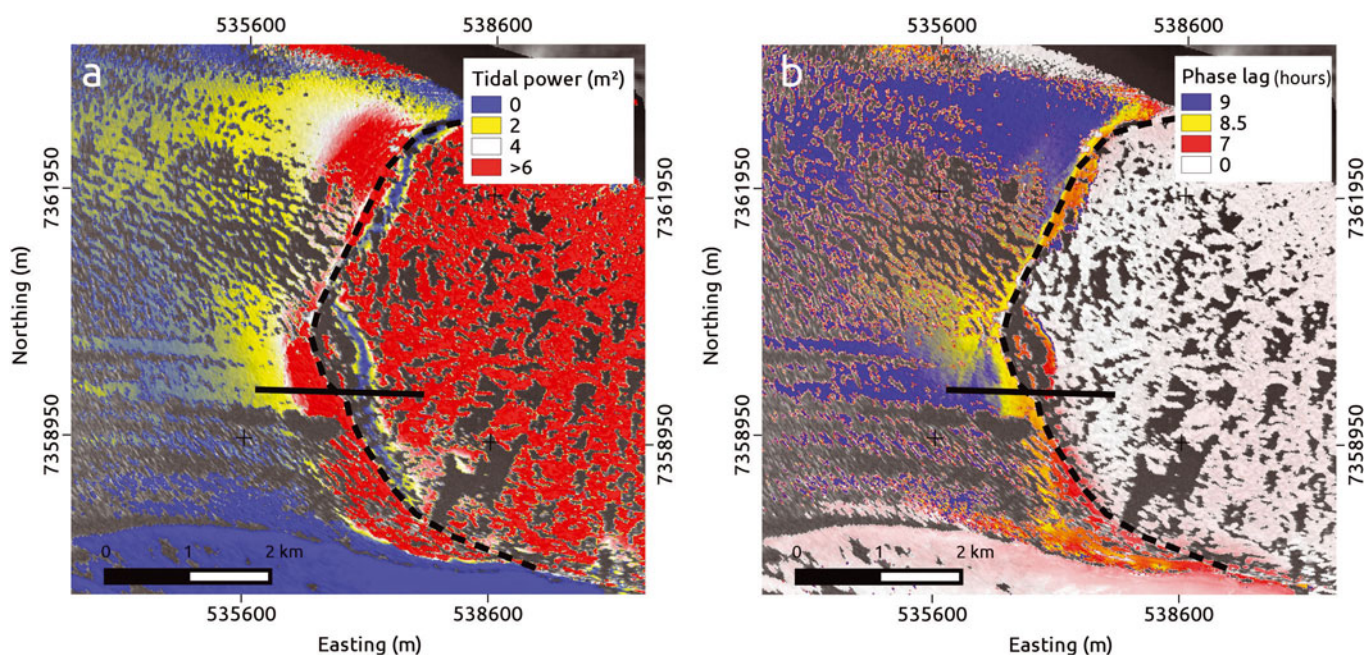 535600
538600
535600
538600
a
Tidal power (m²)
0
2
4
>6
b
Phase lag (hours)
9
8.5
7
0
7361950
7361950
7361950
7361950
Northing (m)
Northing (m)
7358950
7358950
7358950
7358950
0
1
2 km
0
1
2 km
535600
538600
535600
538600
Easting (m)
Easting (m)